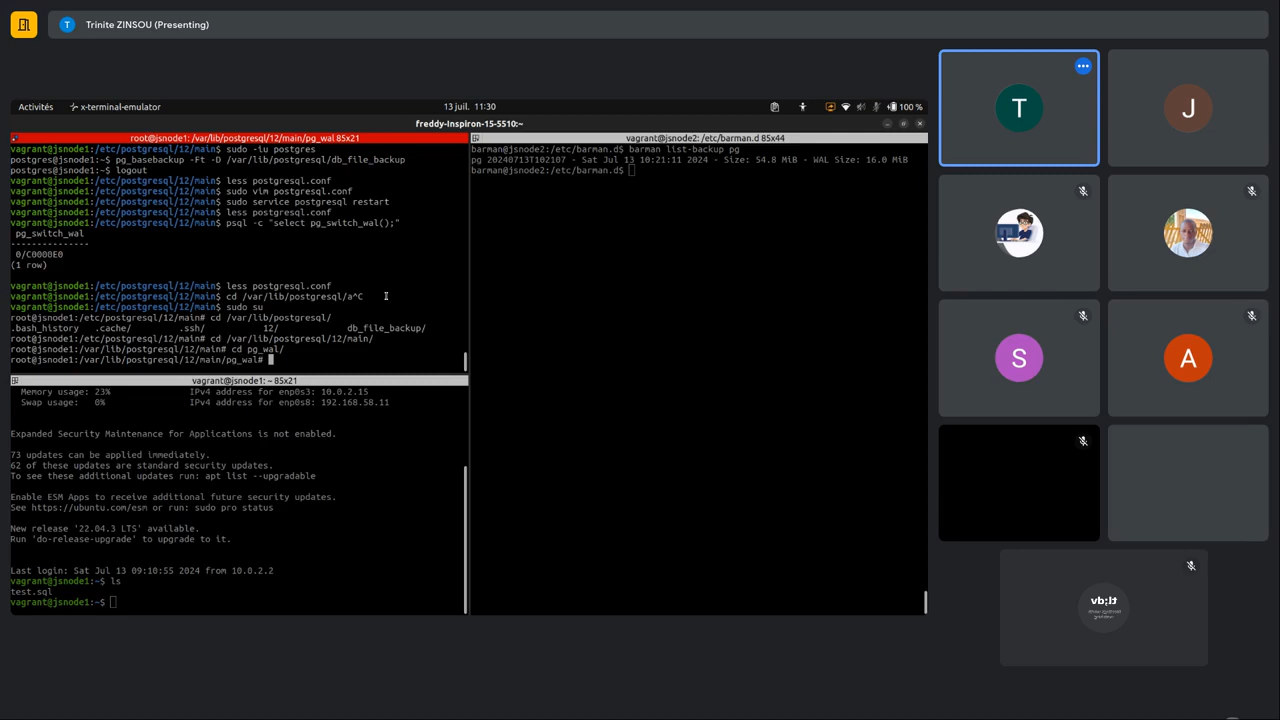 T Trinite ZINSOU (Presenting)
Activités x-terminal-emulator 13 juil. 11:30 100 %
freddy-Inspiron-15-5510:~
root@jsnode1: /var/lib/postgresql/12/main/pg_wal 85x21
vagrant@jsnode1:/etc/postgresql/12/main$ sudo -iu postgres
postgres@jsnode1:~$ pg_basebackup -Ft -D /var/lib/postgresql/db_file_backup
postgres@jsnode1:~$ logout
vagrant@jsnode1:/etc/postgresql/12/main$ less postgresql.conf
vagrant@jsnode1:/etc/postgresql/12/main$ sudo vim postgresql.conf
vagrant@jsnode1:/etc/postgresql/12/main$ sudo service postgresql restart
vagrant@jsnode1:/etc/postgresql/12/main$ less postgresql.conf
vagrant@jsnode1:/etc/postgresql/12/main$ psql -c "select pg_switch_wal();"
pg_switch_wal
---------------
0/C0000E0
(1 row)
vagrant@jsnode1:/etc/postgresql/12/main$ less postgresql.conf
vagrant@jsnode1:/etc/postgresql/12/main$ cd /var/lib/postgresql/a^C
vagrant@jsnode1:/etc/postgresql/12/main$ sudo su
root@jsnode1:/etc/postgresql/12/main# cd /var/lib/postgresql/
.bash_history .cache/ .ssh/ 12/ db_file_backup/
root@jsnode1:/etc/postgresql/12/main# cd /var/lib/postgresql/12/main/
root@jsnode1:/var/lib/postgresql/12/main# cd pg_wal/
root@jsnode1:/var/lib/postgresql/12/main/pg_wal#
vagrant@jsnode1: ~ 85x21
Memory usage: 23% IPv4 address for enp0s3: 10.0.2.15
Swap usage: 0% IPv4 address for enp0s8: 192.168.58.11
Expanded Security Maintenance for Applications is not enabled.
73 updates can be applied immediately.
62 of these updates are standard security updates.
To see these additional updates run: apt list --upgradable
Enable ESM Apps to receive additional future security updates.
See https://ubuntu.com/esm or run: sudo pro status
New release '22.04.3 LTS' available.
Run 'do-release-upgrade' to upgrade to it.
Last login: Sat Jul 13 09:10:55 2024 from 10.0.2.2
vagrant@jsnode1:~$ ls
test.sql
vagrant@jsnode1:~$
vagrant@jsnode2: /etc/barman.d 85x44
barman@jsnode2:/etc/barman.d$ barman list-backup pg
pg 20240713T102107 - Sat Jul 13 10:21:11 2024 - Size: 54.8 MiB - WAL Size: 16.0 MiB
barman@jsnode2:/etc/barman.d$
T
J
S
A